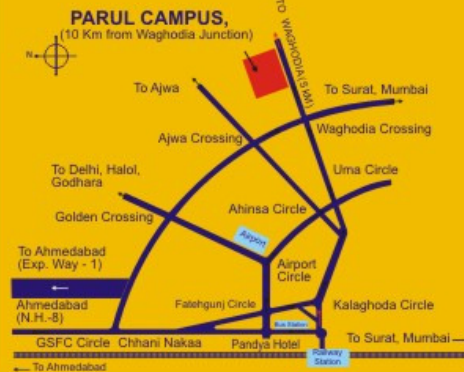 PARUL CAMPUS,
(10 Km from Waghodia Junction)
N
TO WAGHODIA (5 KM)
To Ajwa
To Surat, Mumbai
Waghodia Crossing
Ajwa Crossing
To Delhi, Halol,
Godhara
Uma Circle
Ahinsa Circle
Golden Crossing
Airport
To Ahmedabad
(Exp. Way - 1)
Airport
Circle
Ahmedabad
(N.H.-8)
Fatehgunj Circle
Kalaghoda Circle
Bus Station
GSFC Circle
Chhani Nakaa
Pandya Hotel
To Surat, Mumbai
Railway
Station
To Ahmedabad